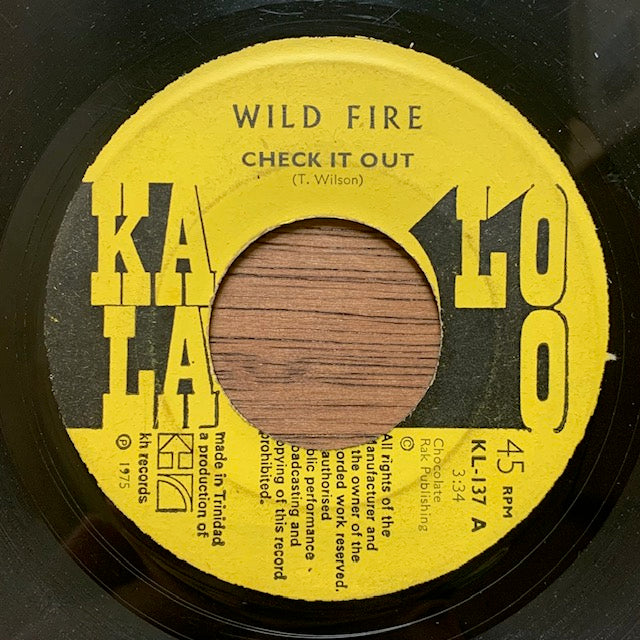 WILD FIRE
CHECK IT OUT
(T. Wilson)
KA LO
LA O
45 RPM
KL-137 A
3:34
Chocolate
Rak Publishing
©
All rights of the
manufacturer and
the owner of the
orded work reserved.
authorised
blic performance
oadcasting and
opying of this record
prohibited.
made in Trinidad
a production of
KH
kh records
℗ 1975